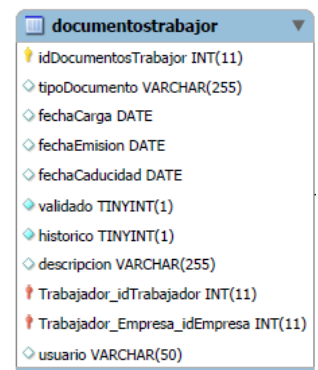 documentostrabajor
idDocumentosTrabajor INT(11)
tipoDocumento VARCHAR(255)
fechaCarga DATE
fechaEmision DATE
fechaCaducidad DATE
validado TINYINT(1)
historico TINYINT(1)
descripcion VARCHAR(255)
Trabajador_idTrabajador INT(11)
Trabajador_Empresa_idEmpresa INT(11)
usuario VARCHAR(50)